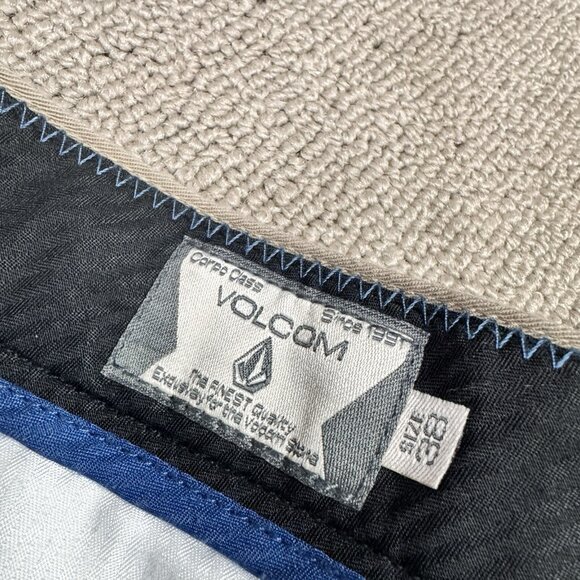 Corpo Class Since 1991
VOLCOM
The FINEST Quality
Exclusively for the Volcom Stone
SIZE
38